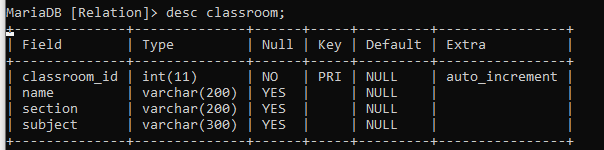 MariaDB [Relation]> desc classroom;
+--------------+--------------+------+-----+---------+----------------+
| Field        | Type         | Null | Key | Default | Extra          |
+--------------+--------------+------+-----+---------+----------------+
| classroom_id | int(11)      | NO   | PRI | NULL    | auto_increment |
| name         | varchar(200) | YES  |     | NULL    |                |
| section      | varchar(200) | YES  |     | NULL    |                |
| subject      | varchar(300) | YES  |     | NULL    |                |
+--------------+--------------+------+-----+---------+----------------+